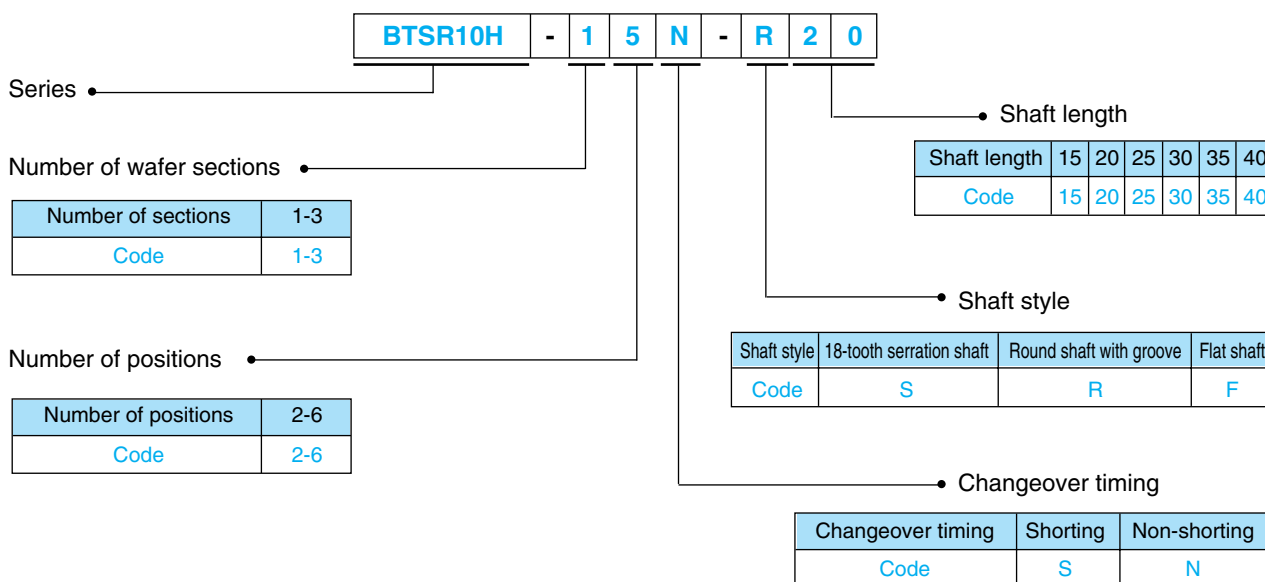 BTSR10H - 1 5 N - R 2 0
Series
Shaft length
Shaft length 15 20 25 30 35 40
Code 15 20 25 30 35 40
Number of wafer sections
Number of sections 1-3
Code 1-3
Shaft style
Shaft style 18-tooth serration shaft Round shaft with groove Flat shaft
Code S R F
Number of positions
Number of positions 2-6
Code 2-6
Changeover timing
Changeover timing Shorting Non-shorting
Code S N